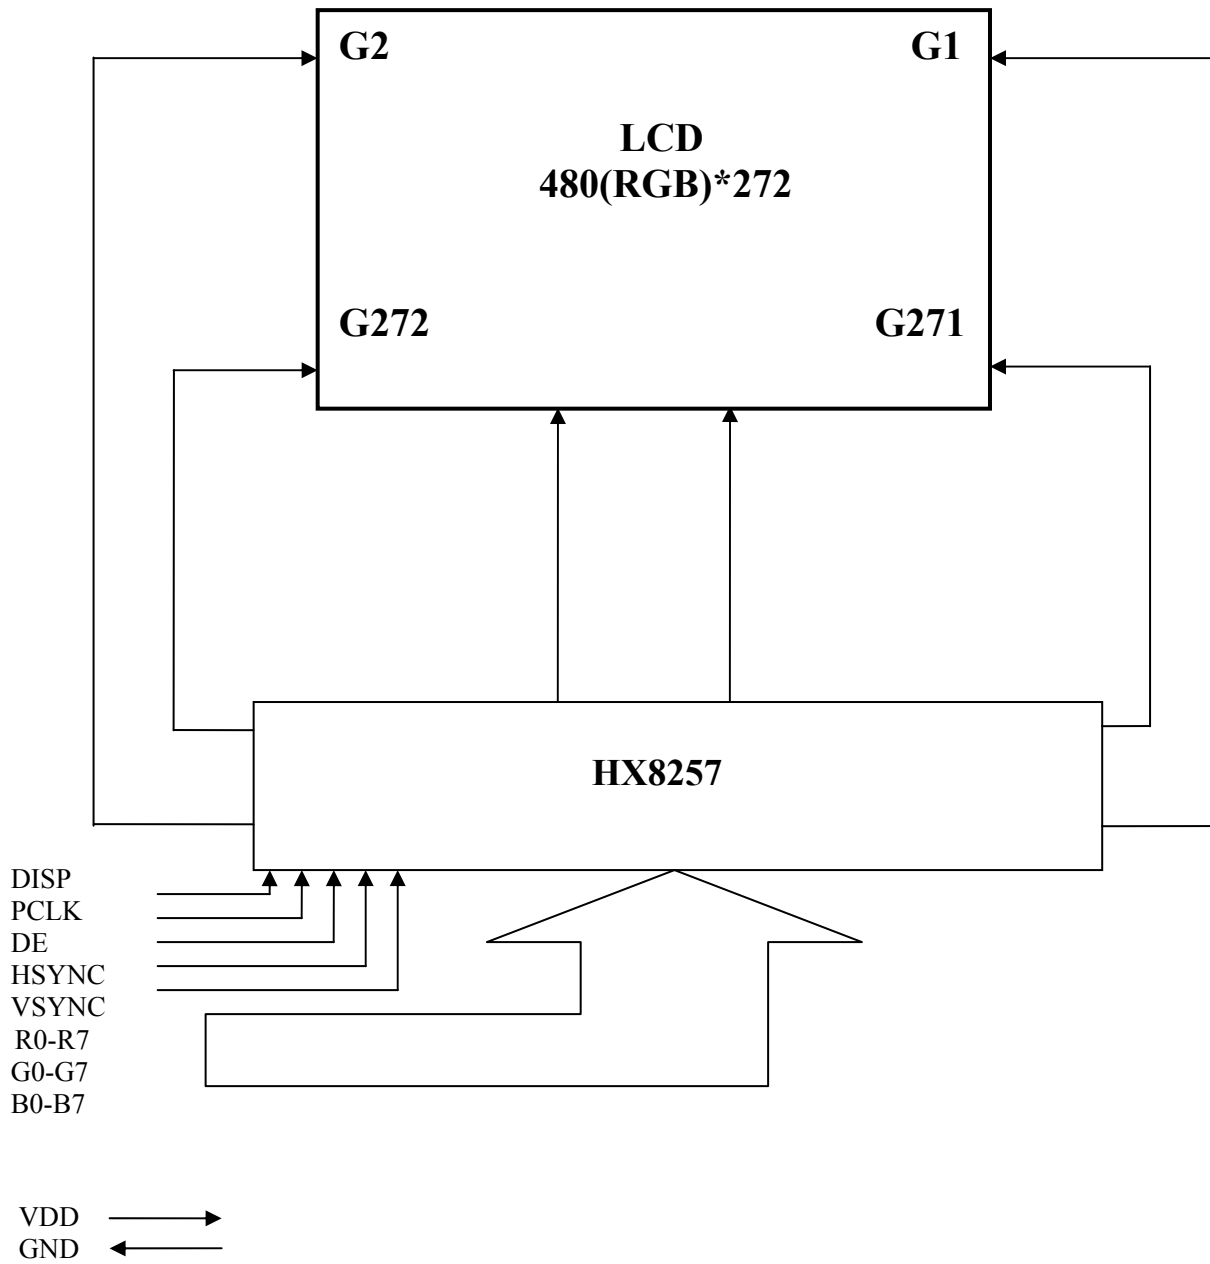 G2 G1
LCD
480(RGB)*272
G272 G271
HX8257
DISP
PCLK
DE
HSYNC
VSYNC
R0-R7
G0-G7
B0-B7
VDD
GND